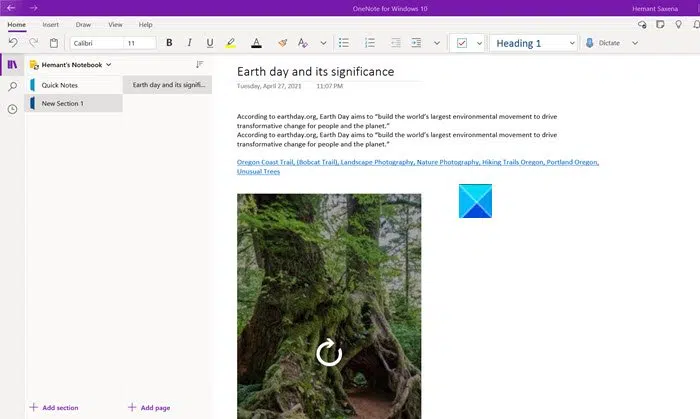 OneNote for Windows 10
Hemant Saxena
Home Insert Draw View Help
Calibri 11 B I U A A Heading 1 Dictate
Hemant's Notebook
Quick Notes
New Section 1
Earth day and its signifi...
Earth day and its significance
Tuesday, April 27, 2021 11:07 PM
According to earthday.org, Earth Day aims to “build the world’s largest environmental movement to drive
transformative change for people and the planet.”
According to earthday.org, Earth Day aims to “build the world’s largest environmental movement to drive
transformative change for people and the planet.”
Oregon Coast Trail, (Bobcat Trail), Landscape Photography, Nature Photography, Hiking Trails Oregon, Portland Oregon,
Unusual Trees
+ Add section + Add page